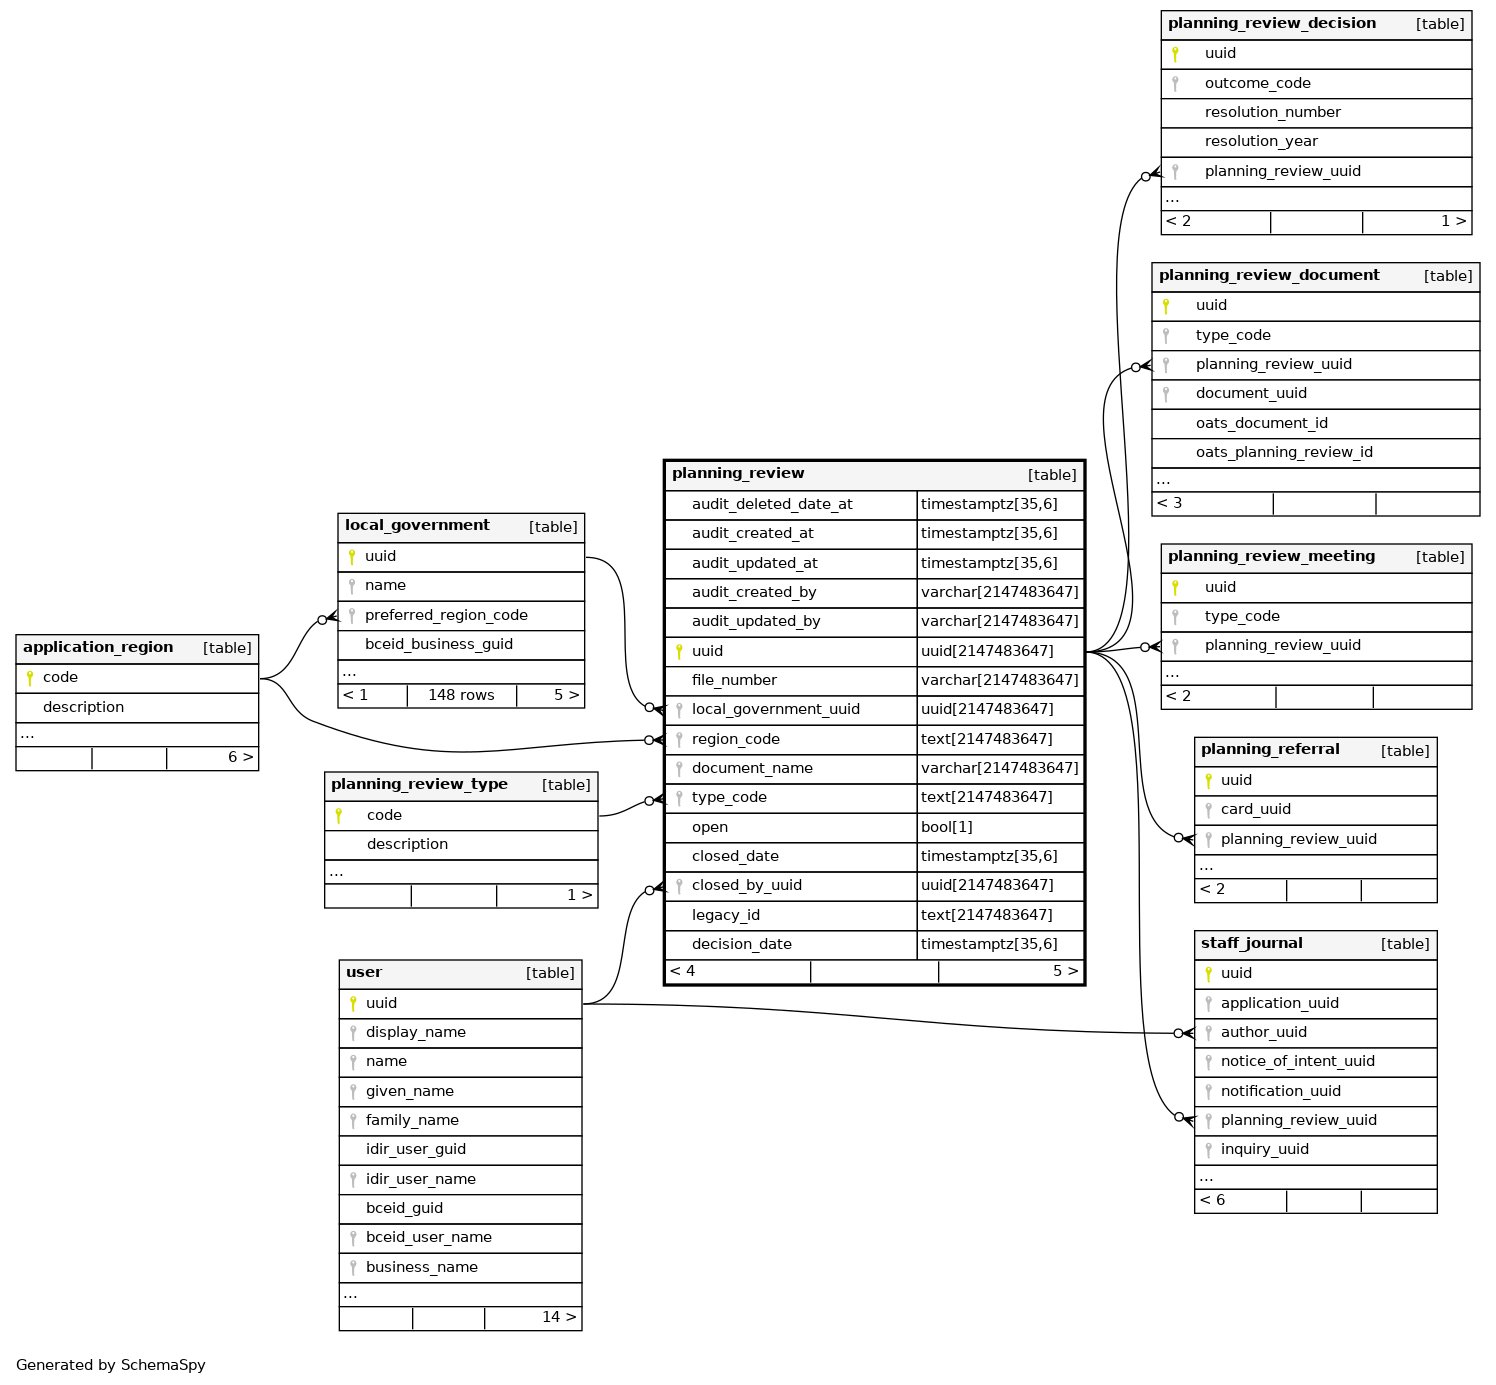 planning_review_decision [table]
uuid
outcome_code
resolution_number
resolution_year
planning_review_uuid
...
< 2 1 >
planning_review_document [table]
uuid
type_code
planning_review_uuid
document_uuid
oats_document_id
oats_planning_review_id
...
< 3
planning_review [table]
audit_deleted_date_at timestamptz[35,6]
audit_created_at timestamptz[35,6]
audit_updated_at timestamptz[35,6]
audit_created_by varchar[2147483647]
audit_updated_by varchar[2147483647]
uuid uuid[2147483647]
file_number varchar[2147483647]
local_government_uuid uuid[2147483647]
region_code text[2147483647]
document_name varchar[2147483647]
type_code text[2147483647]
open bool[1]
closed_date timestamptz[35,6]
closed_by_uuid uuid[2147483647]
legacy_id text[2147483647]
decision_date timestamptz[35,6]
< 4 5 >
local_government [table]
uuid
name
preferred_region_code
bceid_business_guid
...
< 1 148 rows 5 >
application_region [table]
code
description
...
6 >
planning_review_type [table]
code
description
...
1 >
user [table]
uuid
display_name
name
given_name
family_name
idir_user_guid
idir_user_name
bceid_guid
bceid_user_name
business_name
...
14 >
planning_review_meeting [table]
uuid
type_code
planning_review_uuid
...
< 2
planning_referral [table]
uuid
card_uuid
planning_review_uuid
...
< 2
staff_journal [table]
uuid
application_uuid
author_uuid
notice_of_intent_uuid
notification_uuid
planning_review_uuid
inquiry_uuid
...
< 6
Generated by SchemaSpy